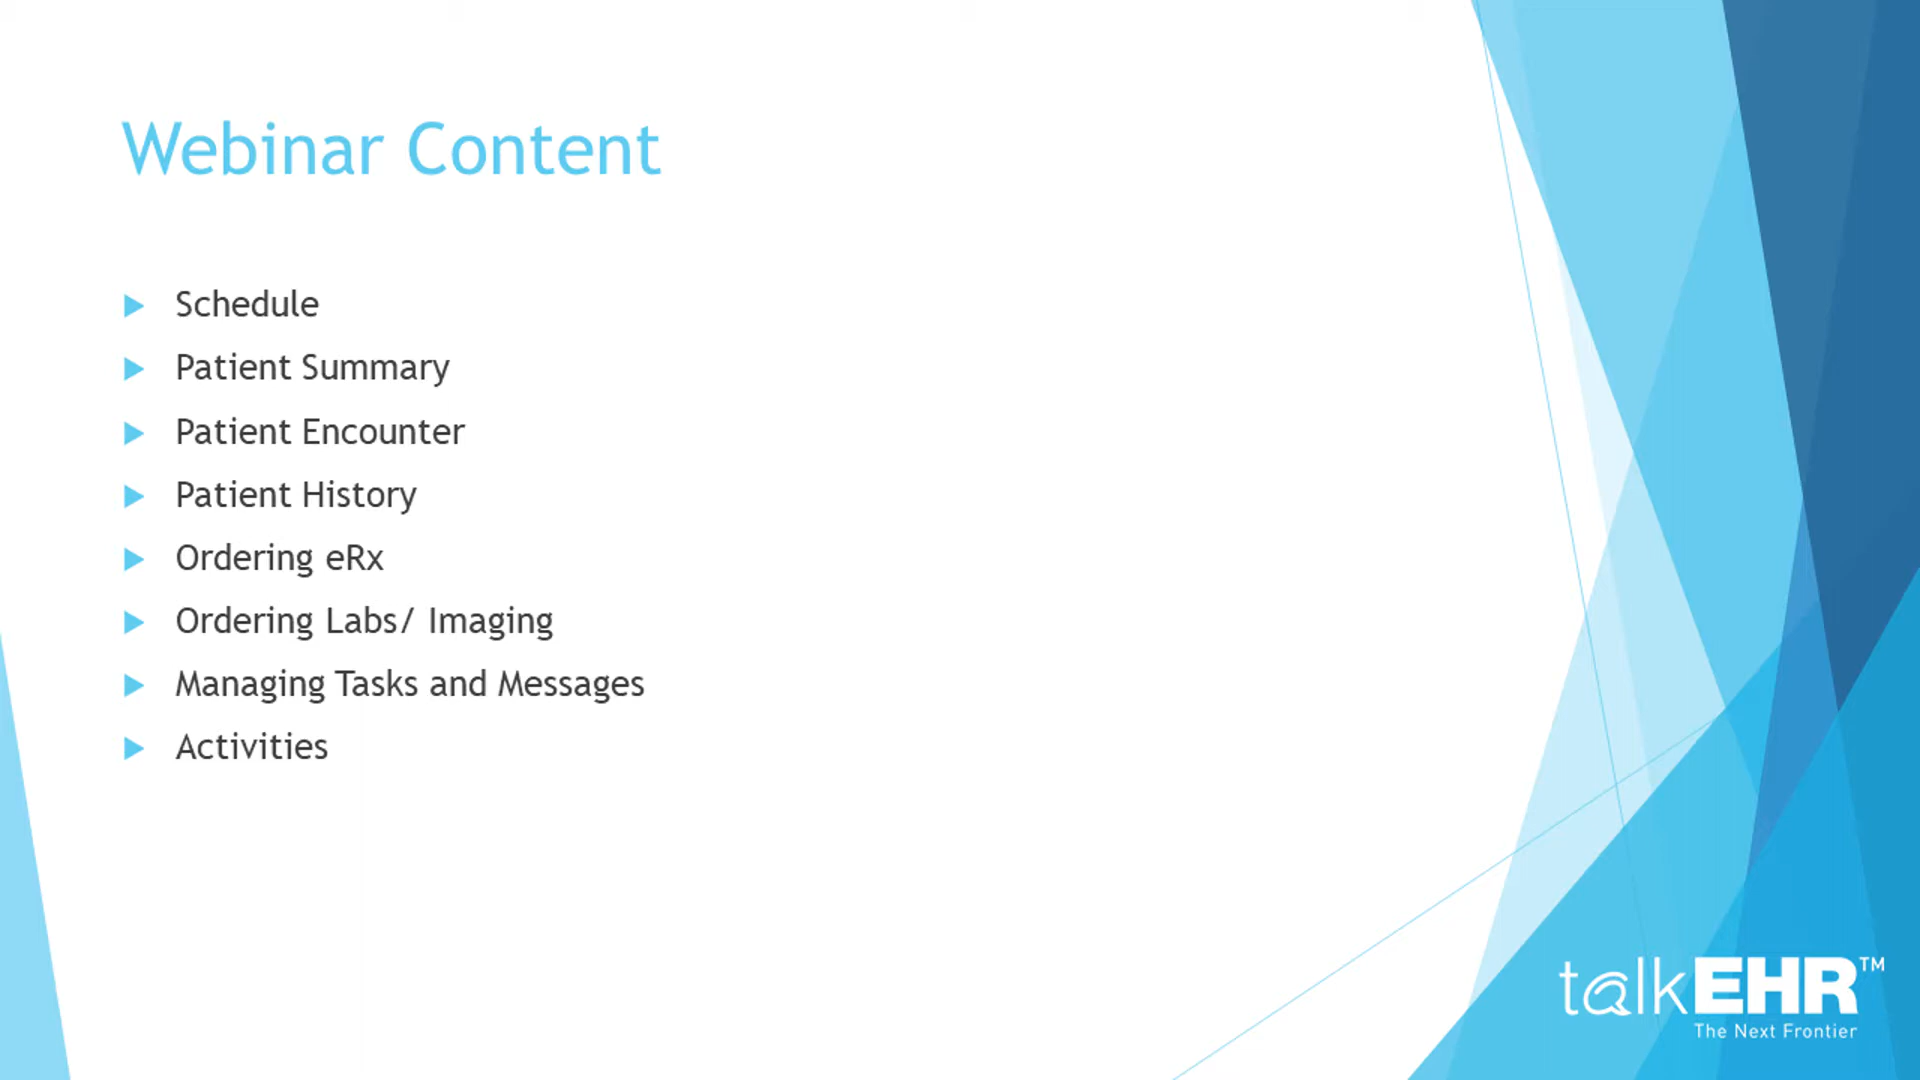 Webinar Content
Schedule
Patient Summary
Patient Encounter
Patient History
Ordering eRx
Ordering Labs/ Imaging
Managing Tasks and Messages
Activities
talkEHR™
The Next Frontier